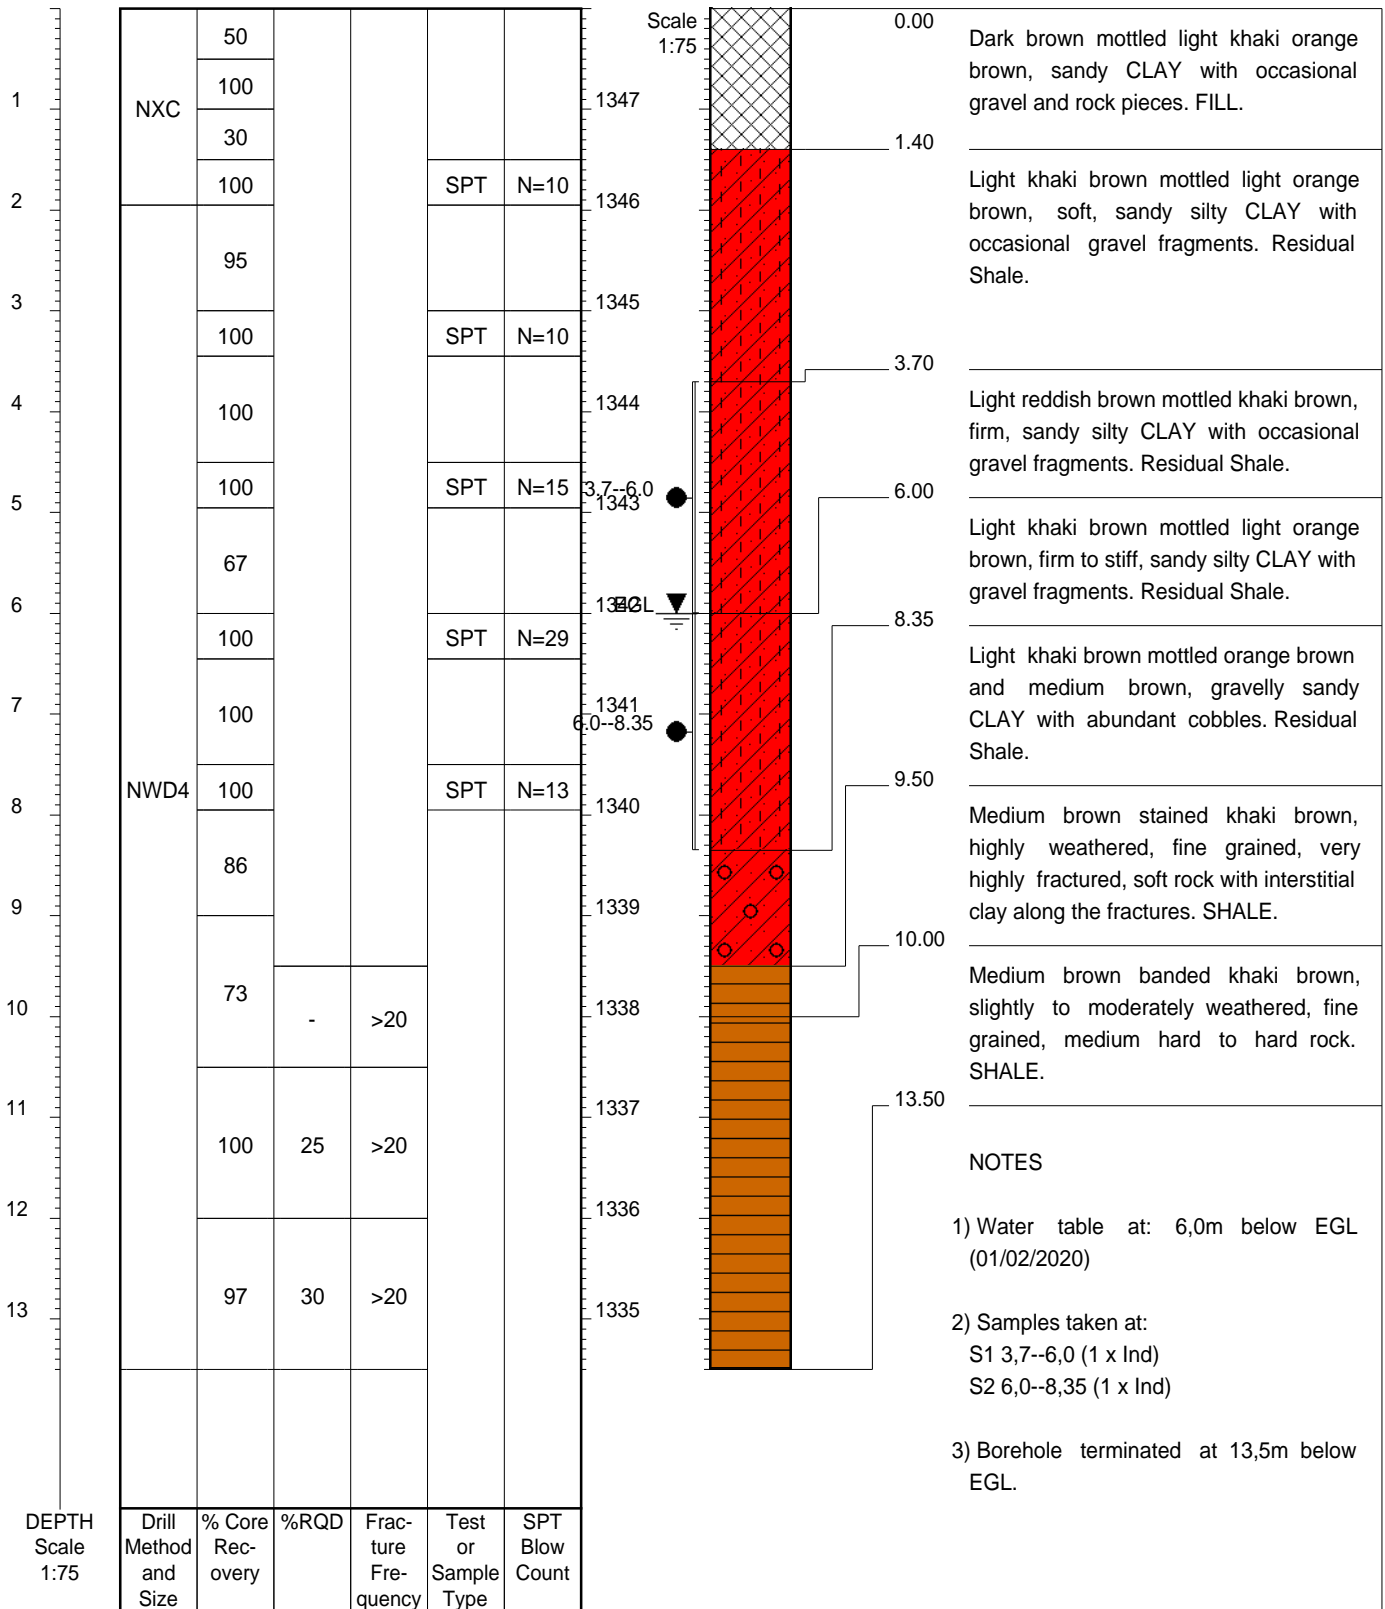 Scale
1:75
0.00
Dark brown mottled light khaki orange
brown, sandy CLAY with occasional
gravel and rock pieces. FILL.
1.40
Light khaki brown mottled light orange
brown, soft, sandy silty CLAY with
occasional gravel fragments. Residual
Shale.
3.70
Light reddish brown mottled khaki brown,
firm, sandy silty CLAY with occasional
gravel fragments. Residual Shale.
6.00
Light khaki brown mottled light orange
brown, firm to stiff, sandy silty CLAY with
gravel fragments. Residual Shale.
8.35
Light khaki brown mottled orange brown
and medium brown, gravelly sandy
CLAY with abundant cobbles. Residual
Shale.
9.50
Medium brown stained khaki brown,
highly weathered, fine grained, very
highly fractured, soft rock with interstitial
clay along the fractures. SHALE.
10.00
Medium brown banded khaki brown,
slightly to moderately weathered, fine
grained, medium hard to hard rock.
SHALE.
13.50
NOTES
1) Water table at: 6,0m below EGL
(01/02/2020)
2) Samples taken at:
S1 3,7--6,0 (1 x Ind)
S2 6,0--8,35 (1 x Ind)
3) Borehole terminated at 13,5m below
EGL.
1
2
3
4
5
6
7
8
9
10
11
12
13
NXC
NWD4
50
100
30
100
95
100
100
100
67
100
100
100
86
73
100
97
-
25
30
>20
>20
>20
SPT N=10
SPT N=10
SPT N=15
SPT N=29
SPT N=13
1347
1346
1345
1344
3.7--6.0
1343
1342
EGL
1341
6.0--8.35
1340
1339
1338
1337
1336
1335
DEPTH
Scale
1:75
Drill
Method
and
Size
% Core
Rec-
overy
%RQD
Frac-
ture
Fre-
quency
Test
or
Sample
Type
SPT
Blow
Count